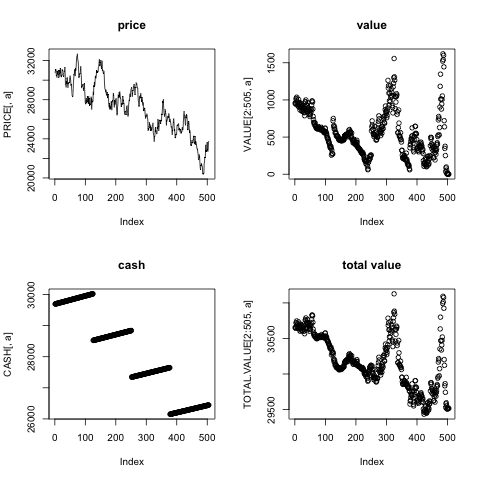 price
PRICE[, a]
20000 24000 28000 32000
0 100 200 300 400 500
Index
value
VALUE[2:505, a]
0 500 1000 1500
0 100 200 300 400 500
Index
cash
CASH[, a]
26000 28000 30000
0 100 200 300 400 500
Index
total value
TOTAL.VALUE[2:505, a]
29500 30500
0 100 200 300 400 500
Index